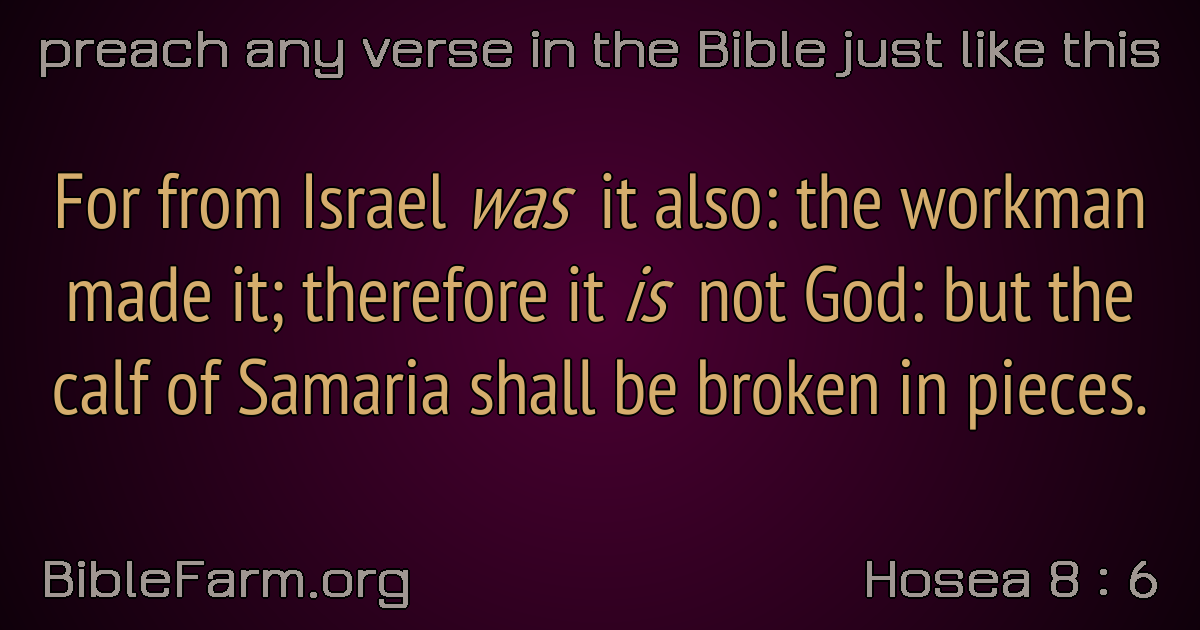 preach any verse in the Bible just like this
For from Israel was it also: the workman
made it; therefore it is not God: but the
calf of Samaria shall be broken in pieces.
BibleFarm.org
Hosea 8 : 6